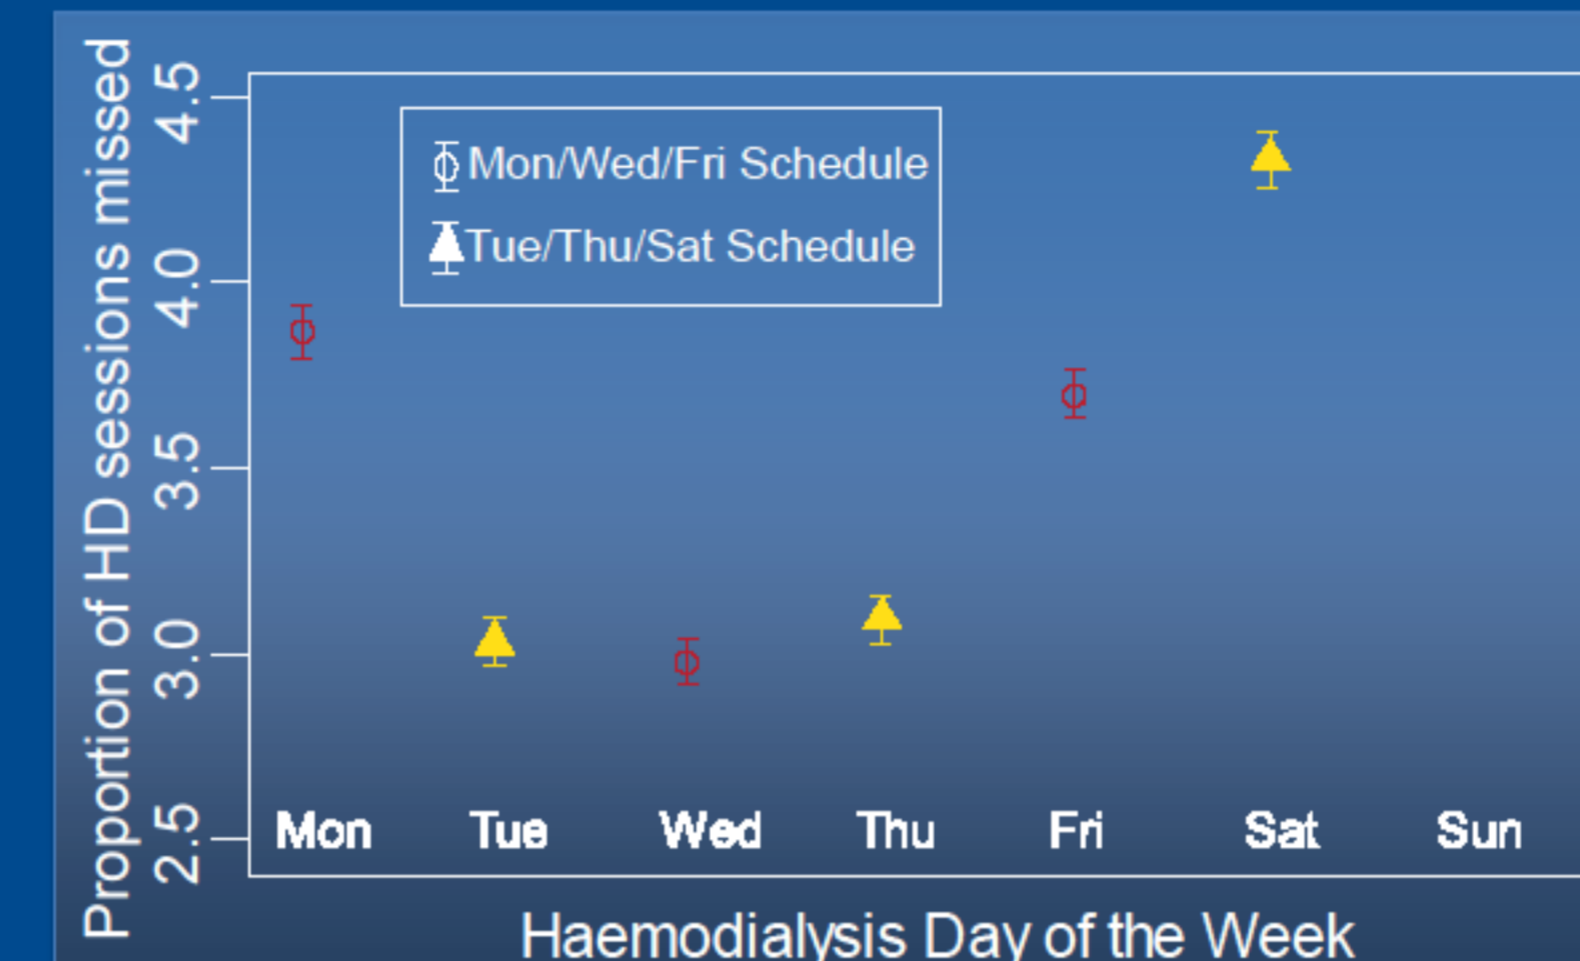 Proportion of HD sessions missed
4.5
4.0
3.5
3.0
2.5
Mon/Wed/Fri Schedule
Tue/Thu/Sat Schedule
Mon Tue Wed Thu Fri Sat Sun
Haemodialysis Day of the Week